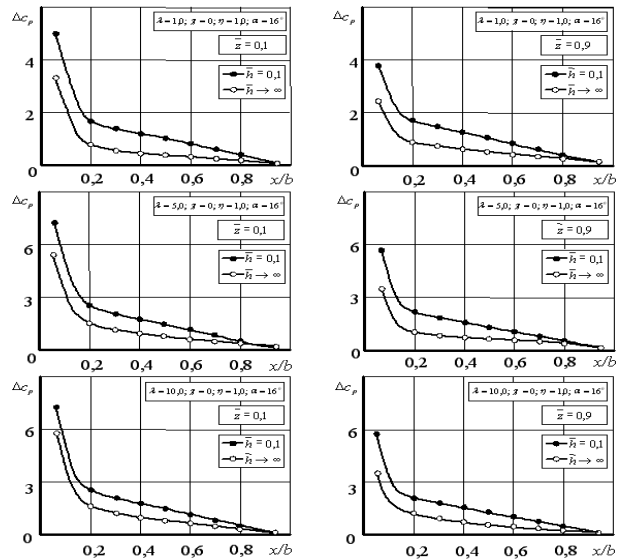 Δcₚ
λ=1,0; χ=0; η=1,0; α=16°
z̄ = 0,1
h̄ = 0,1
h̄ → ∞
4
2
0
0,2 0,4 0,6 0,8 x/b
Δcₚ
λ=1,0; χ=0; η=1,0; α=16°
z̄ = 0,9
h̄ = 0,1
h̄ → ∞
4
2
0
0,2 0,4 0,6 0,8 x/b
Δcₚ
λ=5,0; χ=0; η=1,0; α=16°
z̄ = 0,1
h̄ = 0,1
h̄ → ∞
6
3
0
0,2 0,4 0,6 0,8 x/b
Δcₚ
λ=5,0; χ=0; η=1,0; α=16°
z̄ = 0,9
h̄ = 0,1
h̄ → ∞
6
3
0
0,2 0,4 0,6 0,8 x/b
Δcₚ
λ=10,0; χ=0; η=1,0; α=16°
z̄ = 0,1
h̄ = 0,1
h̄ → ∞
6
3
0
0,2 0,4 0,6 0,8 x/b
Δcₚ
λ=10,0; χ=0; η=1,0; α=16°
z̄ = 0,9
h̄ = 0,1
h̄ → ∞
6
3
0
0,2 0,4 0,6 0,8 x/b